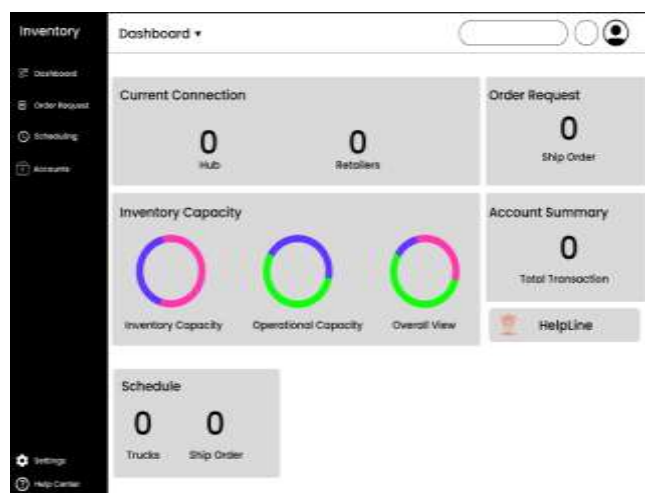 Inventory
Dashboard
Order Request
Scheduling
Accounts
Settings
Help Center
Dashboard ▾
Current Connection
0
Hub
0
Retailers
Order Request
0
Ship Order
Inventory Capacity
Inventory Capacity
Operational Capacity
Overall View
Account Summary
0
Total Transaction
HelpLine
Schedule
0
Trucks
0
Ship Order